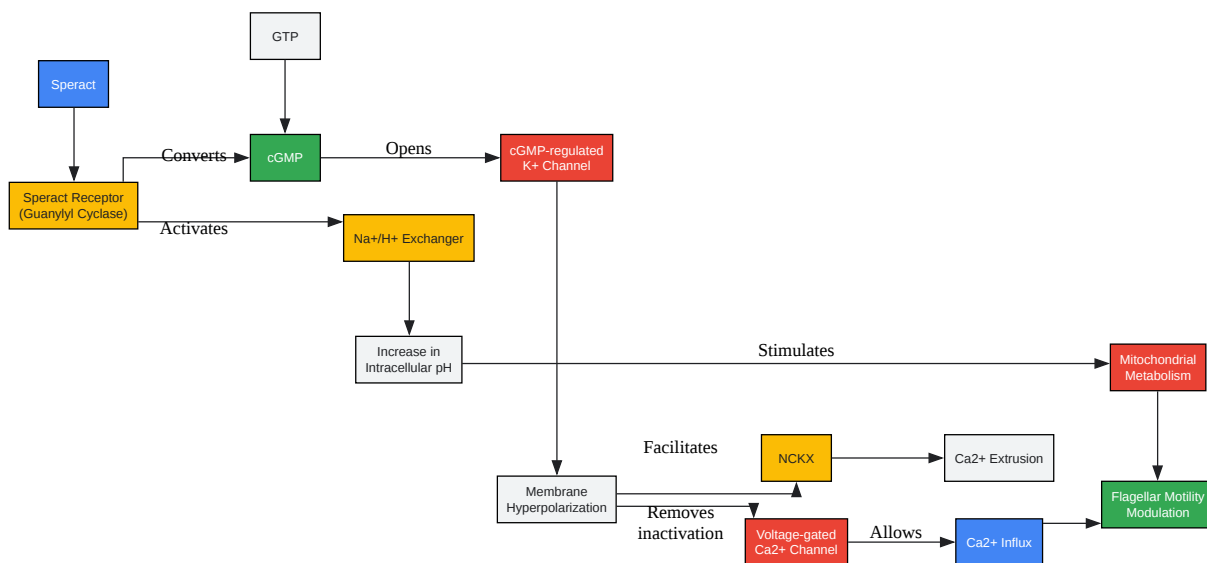 GTP
Speract
Converts
cGMP
Opens
cGMP-regulated
K+ Channel
Speract Receptor
(Guanylyl Cyclase)
Activates
Na+/H+ Exchanger
Increase in
Intracellular pH
Stimulates
Mitochondrial
Metabolism
Facilitates
NCKX
Ca2+ Extrusion
Membrane
Hyperpolarization
Removes
inactivation
Voltage-gated
Ca2+ Channel
Allows
Ca2+ Influx
Flagellar Motility
Modulation